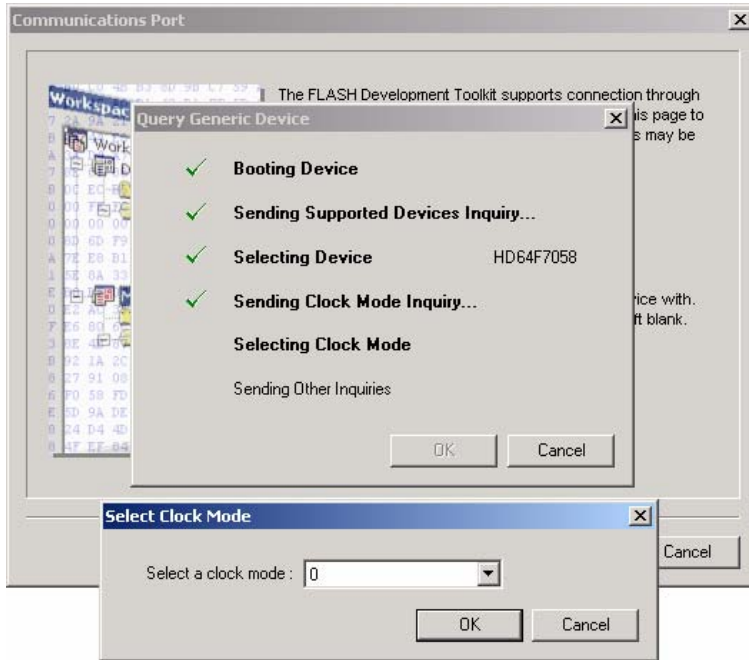 Communications Port
The FLASH Development Toolkit supports connection through
his page to
s may be
Workspac
Work
Query Generic Device
Booting Device
Sending Supported Devices Inquiry...
Selecting Device HD64F7058
Sending Clock Mode Inquiry...
Selecting Clock Mode
Sending Other Inquiries
OK Cancel
vice with.
ft blank.
Select Clock Mode
Select a clock mode : 0
OK Cancel
Cancel